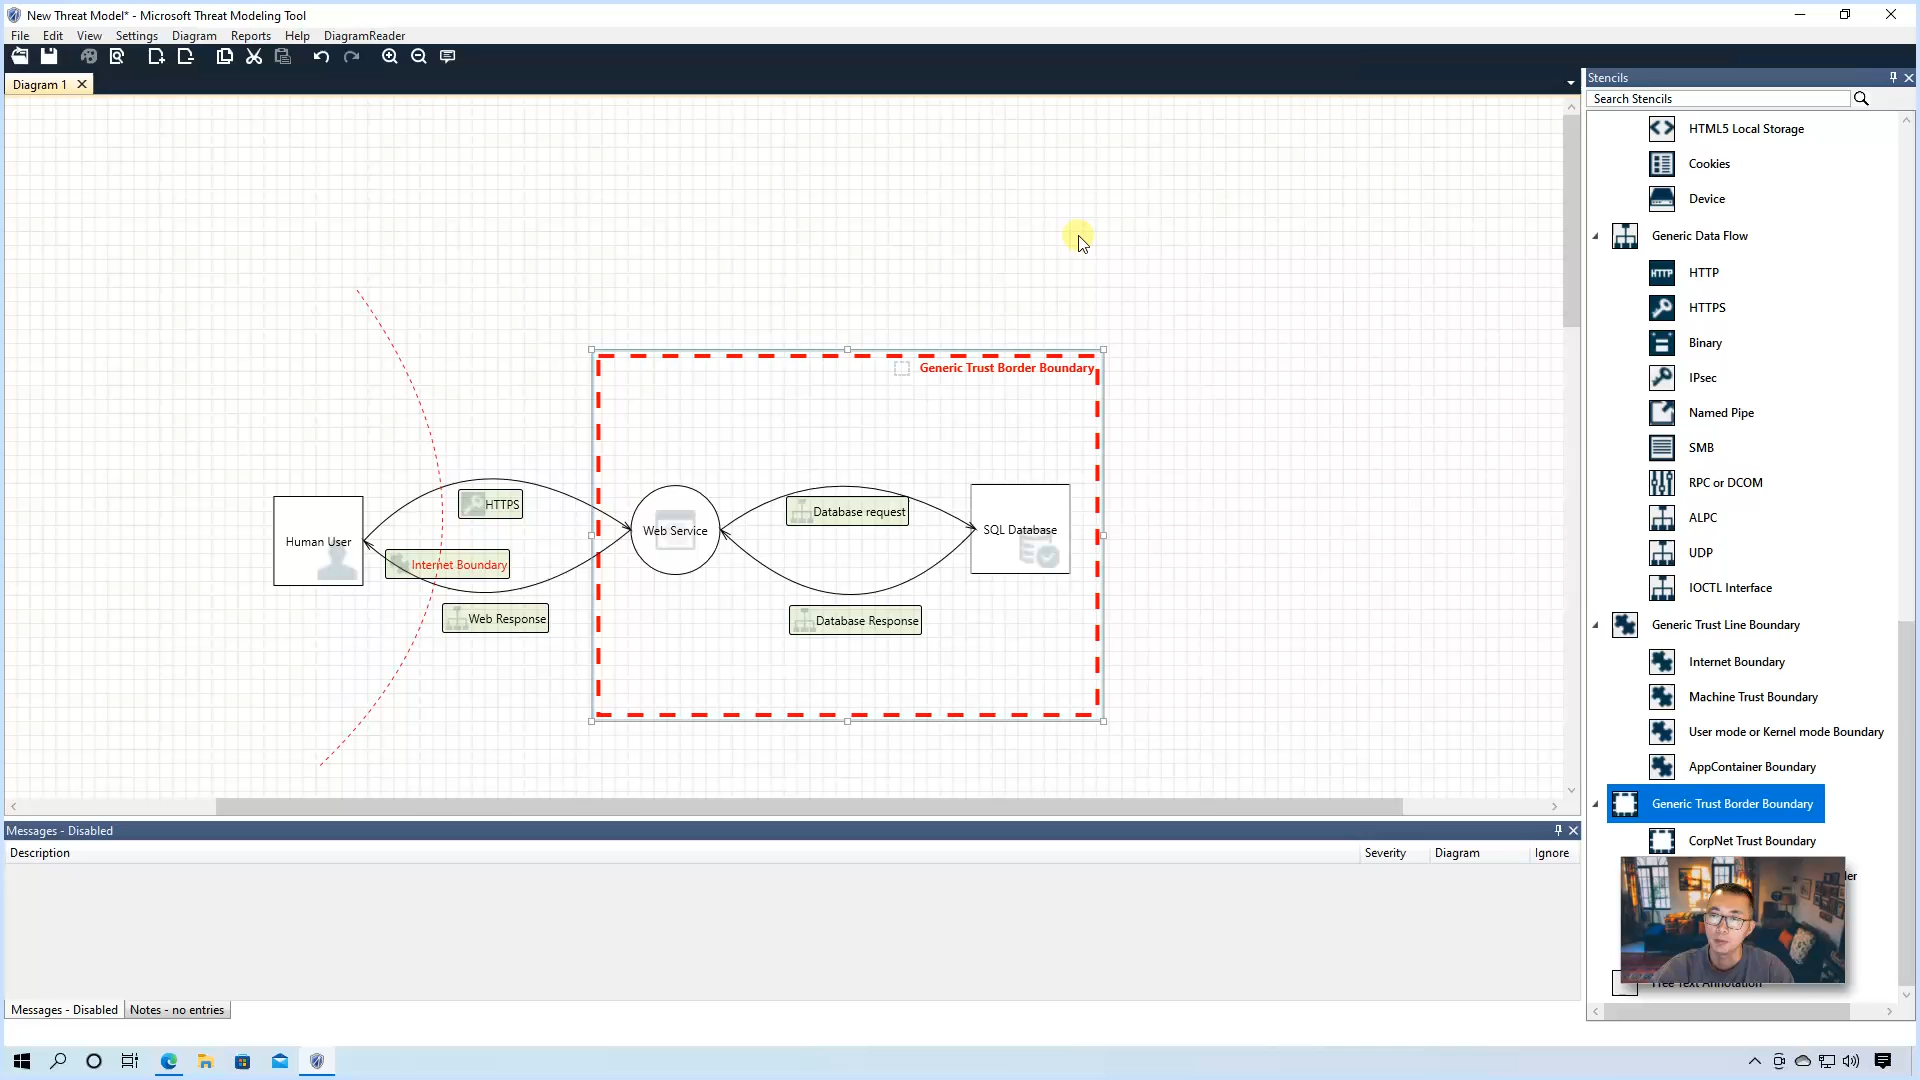 New Threat Model* - Microsoft Threat Modeling Tool
File Edit View Settings Diagram Reports Help DiagramReader
Diagram 1
Stencils
Search Stencils
HTML5 Local Storage
Cookies
Device
Generic Data Flow
HTTP
HTTP
HTTPS
Binary
IPsec
Named Pipe
SMB
RPC or DCOM
ALPC
UDP
IOCTL Interface
Generic Trust Line Boundary
Internet Boundary
Machine Trust Boundary
User mode or Kernel mode Boundary
AppContainer Boundary
Generic Trust Border Boundary
CorpNet Trust Boundary
Free Text Annotation
Generic Trust Border Boundary
HTTPS
Human User
Internet Boundary
Web Response
Web Service
Database request
SQL Database
Database Response
Messages - Disabled
Description Severity Diagram Ignore
Messages - Disabled Notes - no entries